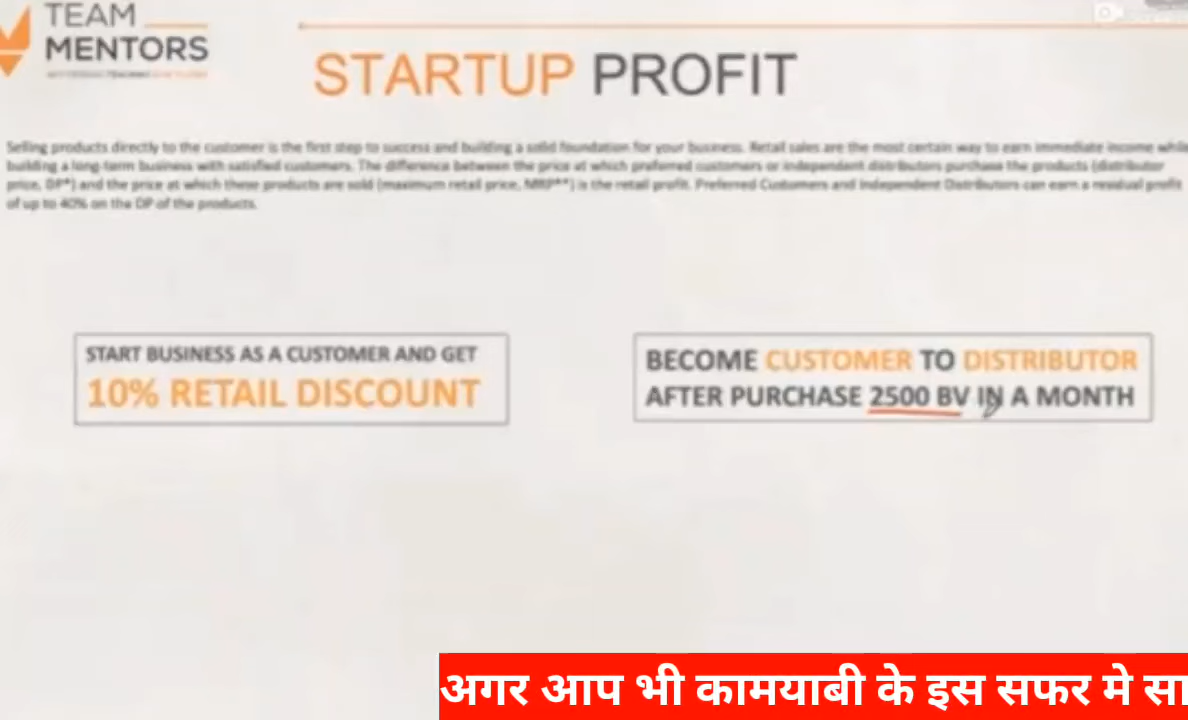 TEAM
MENTORS
STARTUP PROFIT
Selling products directly to the customer is the first step to success and building a solid foundation for your business. Retail sales are the most certain way to earn immediate income while
building a long-term business with satisfied customers. The difference between the price at which preferred customers or independent distributors purchase the products (distributor
price, DP*) and the price at which these products are sold (maximum retail price, MRP**) is the retail profit. Preferred Customers and Independent Distributors can earn a residual profit
of up to 40% on the DP of the products.
START BUSINESS AS A CUSTOMER AND GET
10% RETAIL DISCOUNT
BECOME CUSTOMER TO DISTRIBUTOR
AFTER PURCHASE 2500 BV IN A MONTH
अगर आप भी कामयाबी के इस सफर मे सा